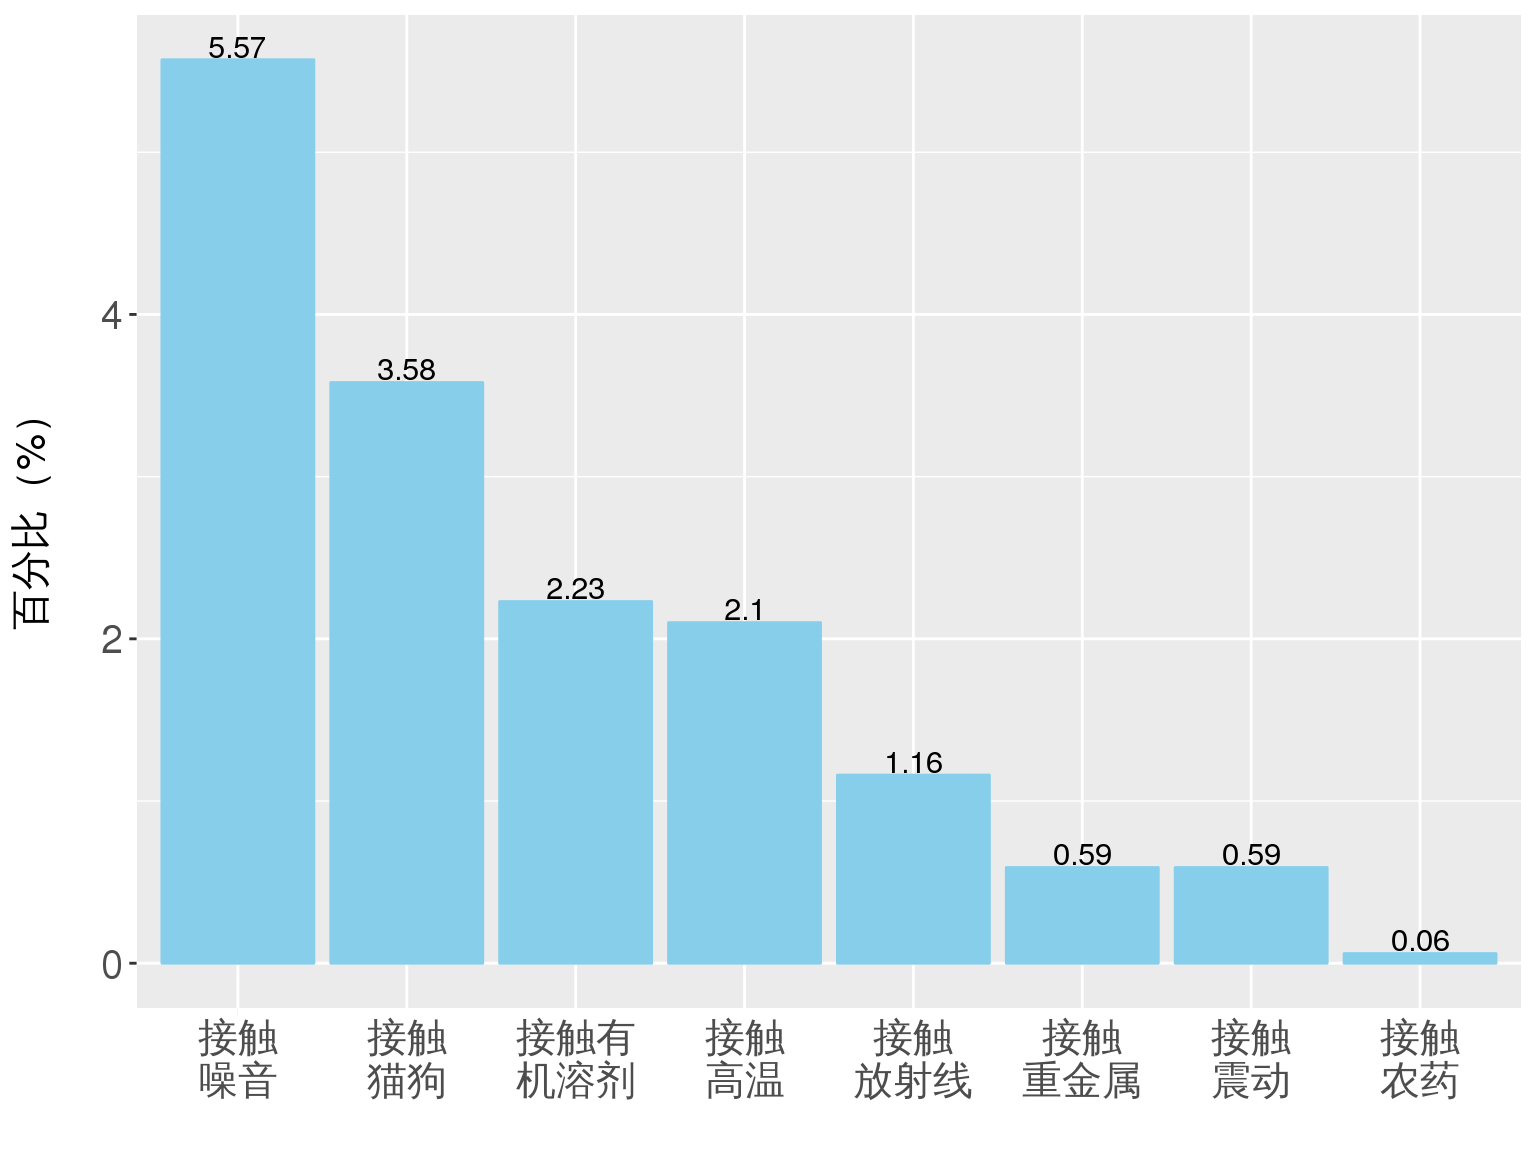 百分比（%）
4
2
0
5.57
3.58
2.23
2.1
1.16
0.59
0.59
0.06
接触
噪音
接触
猫狗
接触有
机溶剂
接触
高温
接触
放射线
接触
重金属
接触
震动
接触
农药